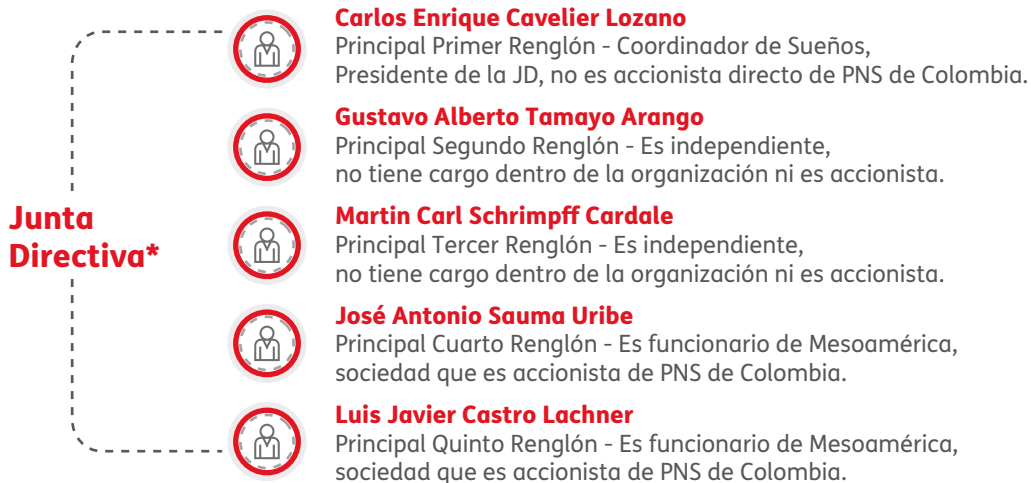 Junta
Directiva*
Carlos Enrique Cavelier Lozano
Principal Primer Renglón - Coordinador de Sueños,
Presidente de la JD, no es accionista directo de PNS de Colombia.
Gustavo Alberto Tamayo Arango
Principal Segundo Renglón - Es independiente,
no tiene cargo dentro de la organización ni es accionista.
Martin Carl Schrimpff Cardale
Principal Tercer Renglón - Es independiente,
no tiene cargo dentro de la organización ni es accionista.
José Antonio Sauma Uribe
Principal Cuarto Renglón - Es funcionario de Mesoamérica,
sociedad que es accionista de PNS de Colombia.
Luis Javier Castro Lachner
Principal Quinto Renglón - Es funcionario de Mesoamérica,
sociedad que es accionista de PNS de Colombia.